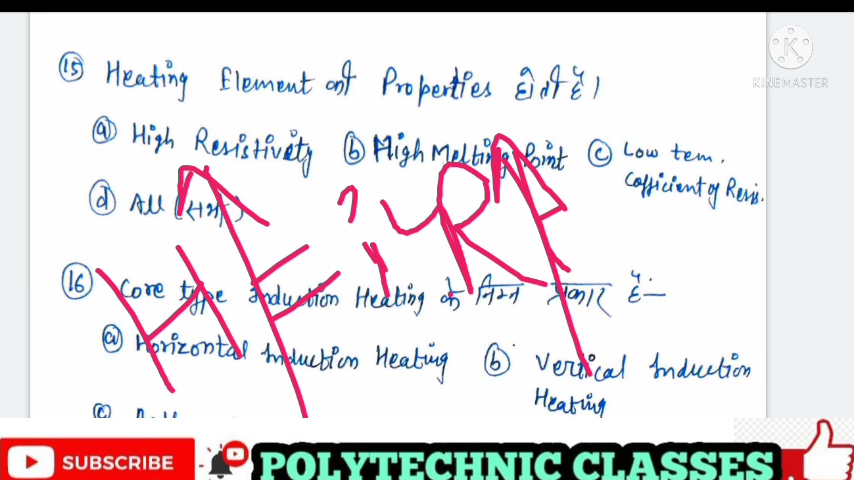 KINEMASTER
(15) Heating Element की Properties होती हैं।
(a) High Resistivity (b) High Melting Point (c) Low tem.
Cofficient of Resis.
(d) All (सभी)
(16) Core type Induction Heating के निम्न प्रकार हैं-
(a) Horizontal Induction Heating (b) Vertical Induction
Heating
(c)
SUBSCRIBE POLYTECHNIC CLASSES